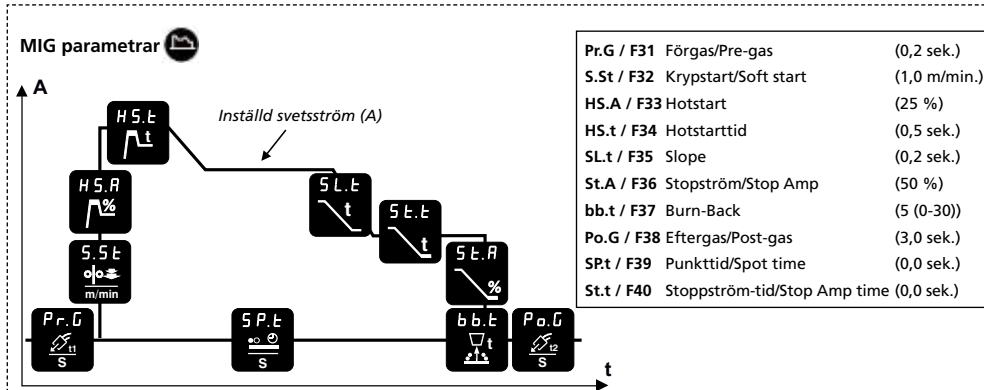 MIG parametrar
A
HS.t
t
Inställd svetsström (A)
HS.A
%
SL.t
t
St.t
t
S.St
m/min
St.A
%
Pr.G
t1
S
SP.t
S
bb.t
t
Po.G
t2
S
t
Pr.G / F31 Förgas/Pre-gas (0,2 sek.)
S.St / F32 Krypstart/Soft start (1,0 m/min.)
HS.A / F33 Hotstart (25 %)
HS.t / F34 Hotstarttid (0,5 sek.)
SL.t / F35 Slope (0,2 sek.)
St.A / F36 Stopström/Stop Amp (50 %)
bb.t / F37 Burn-Back (5 (0-30))
Po.G / F38 Eftergas/Post-gas (3,0 sek.)
SP.t / F39 Punkttid/Spot time (0,0 sek.)
St.t / F40 Stoppström-tid/Stop Amp time (0,0 sek.)